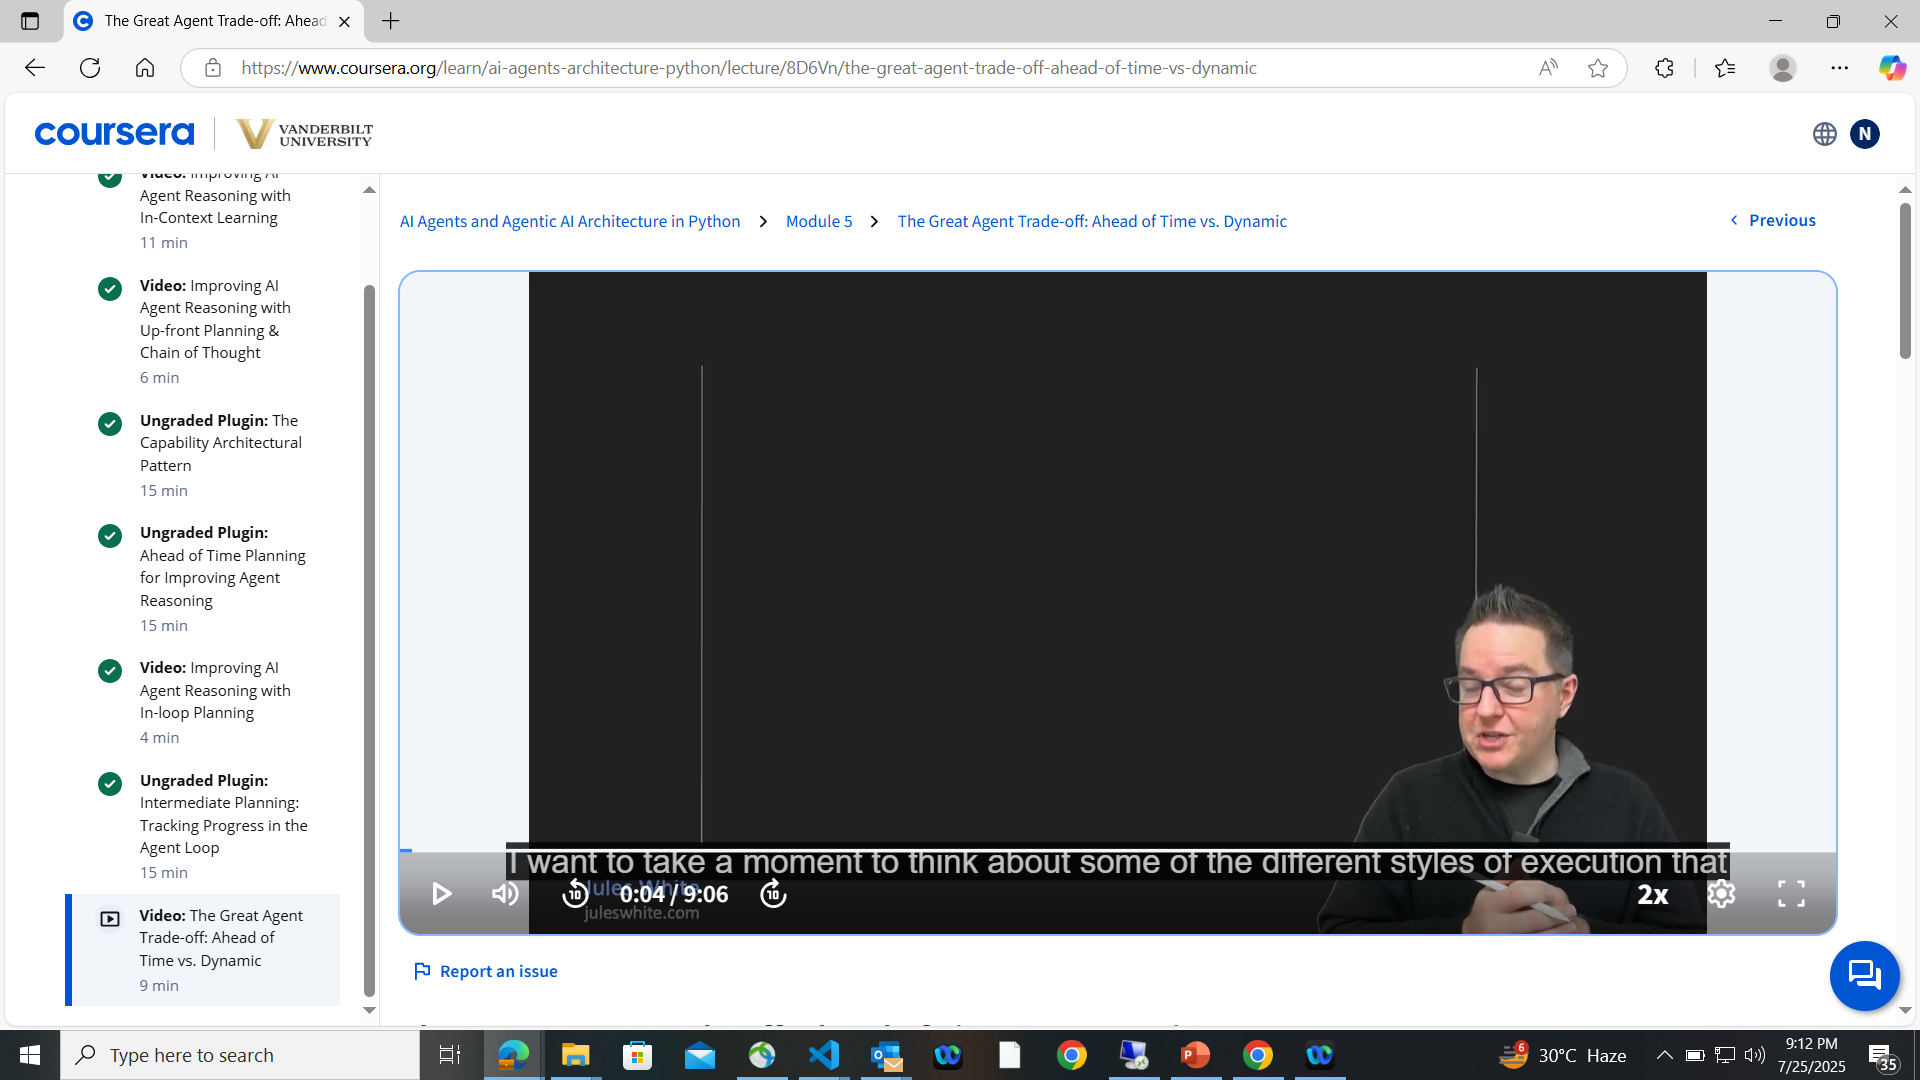 The Great Agent Trade-off: Ahead
https://www.coursera.org/learn/ai-agents-architecture-python/lecture/8D6Vn/the-great-agent-trade-off-ahead-of-time-vs-dynamic
coursera
VANDERBILT
UNIVERSITY
N
Video: Improving AI
Agent Reasoning with
In-Context Learning
11 min
Video: Improving AI
Agent Reasoning with
Up-front Planning &
Chain of Thought
6 min
Ungraded Plugin: The
Capability Architectural
Pattern
15 min
Ungraded Plugin:
Ahead of Time Planning
for Improving Agent
Reasoning
15 min
Video: Improving AI
Agent Reasoning with
In-loop Planning
4 min
Ungraded Plugin:
Intermediate Planning:
Tracking Progress in the
Agent Loop
15 min
Video: The Great Agent
Trade-off: Ahead of
Time vs. Dynamic
9 min
AI Agents and Agentic AI Architecture in Python > Module 5 > The Great Agent Trade-off: Ahead of Time vs. Dynamic
Previous
I want to take a moment to think about some of the different styles of execution that
Jules White
juleswhite.com
10 0:04 / 9:06 10
2x
Report an issue
Type here to search
6
30°C Haze
9:12 PM
7/25/2025
35